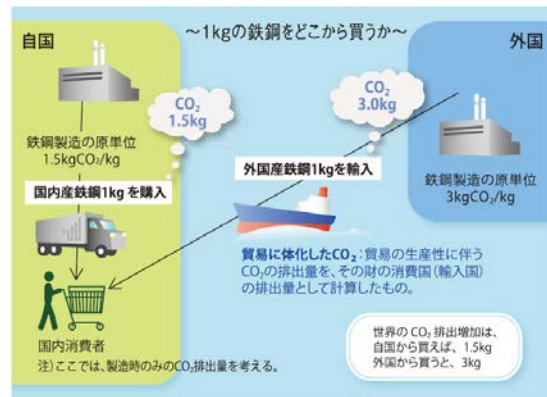 ~1kgの鉄鋼をどこから買うか~
自国
外国
CO₂
1.5kg
CO₂
3.0kg
鉄鋼製造の原単位
1.5kgCO₂/kg
国内産鉄鋼1kg を購入
外国産鉄鋼1kgを輸入
鉄鋼製造の原単位
3kgCO₂/kg
貿易に体化したCO₂:貿易の生産性に伴う
CO₂の排出量を、その財の消費国(輸入国)
の排出量として計算したもの。
国内消費者
注)ここでは、製造時のみのCO₂排出量を考える。
世界のCO₂排出増加は、
自国から買えば、1.5kg
外国から買うと、3kg